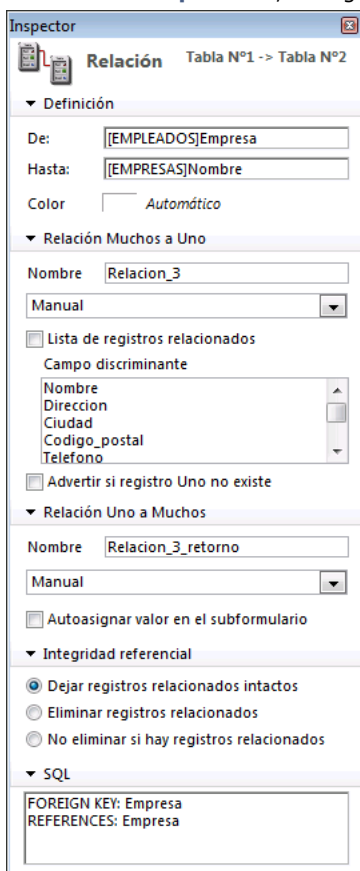 Inspector
Relación Tabla Nº1 -> Tabla Nº2
Definición
De: [EMPLEADOS]Empresa
Hasta: [EMPRESAS]Nombre
Color Automático
Relación Muchos a Uno
Nombre Relacion_3
Manual
Lista de registros relacionados
Campo discriminante
Nombre
Direccion
Ciudad
Codigo_postal
Telefono
Advertir si registro Uno no existe
Relación Uno a Muchos
Nombre Relacion_3_retorno
Manual
Autoasignar valor en el subformulario
Integridad referencial
Dejar registros relacionados intactos
Eliminar registros relacionados
No eliminar si hay registros relacionados
SQL
FOREIGN KEY: Empresa
REFERENCES: Empresa